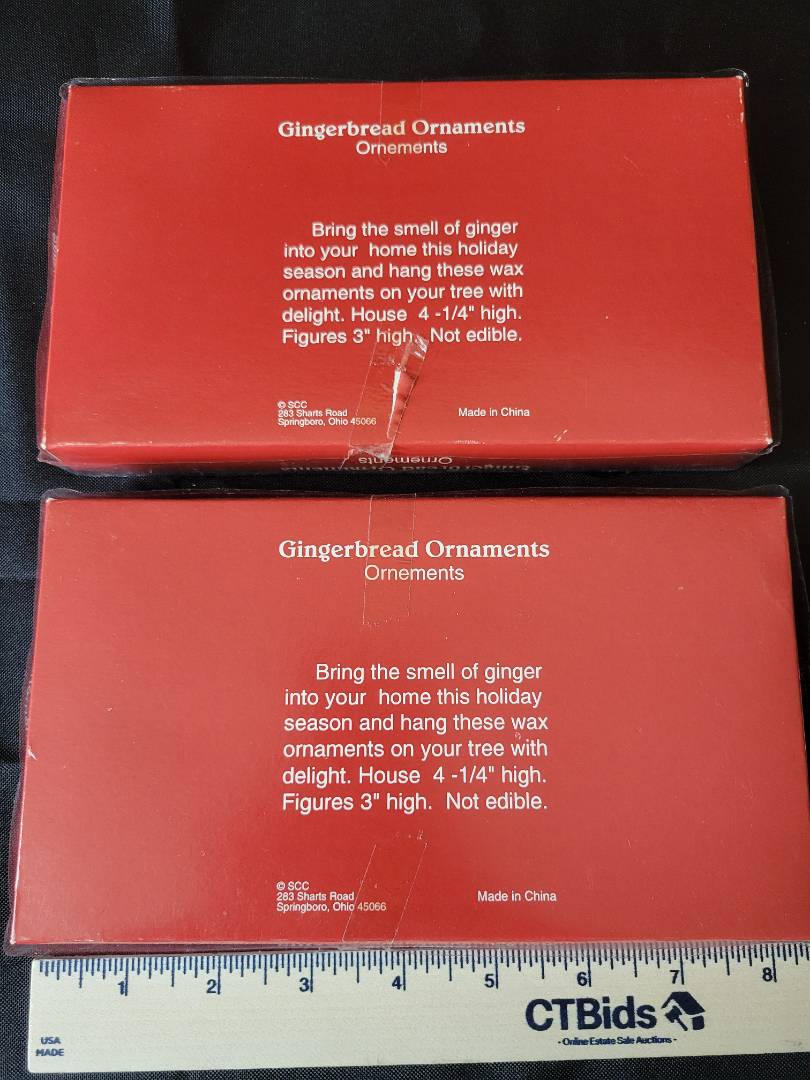 Gingerbread Ornaments
Ornements
Bring the smell of ginger
into your home this holiday
season and hang these wax
ornaments on your tree with
delight. House 4 -1/4" high.
Figures 3" high. Not edible.
© SCC
283 Sharts Road
Springboro, Ohio 45066
Made in China
Ornements
Gingerbread Ornaments
Gingerbread Ornaments
Ornements
Bring the smell of ginger
into your home this holiday
season and hang these wax
ornaments on your tree with
delight. House 4 -1/4" high.
Figures 3" high. Not edible.
© SCC
283 Sharts Road
Springboro, Ohio 45066
Made in China
1 2 3 4 5 6 7 8
USA
MADE
CTBids
- Online Estate Sale Auctions -